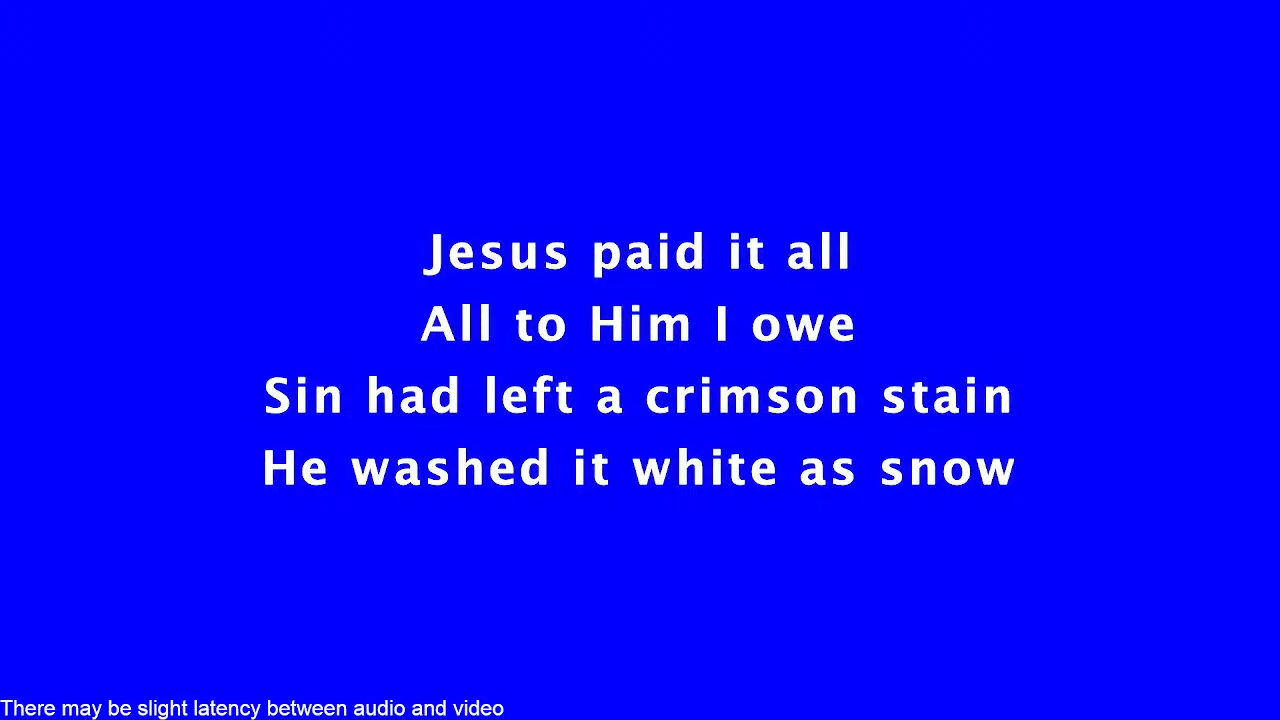 Jesus paid it all
All to Him I owe
Sin had left a crimson stain
He washed it white as snow
There may be slight latency between audio and video